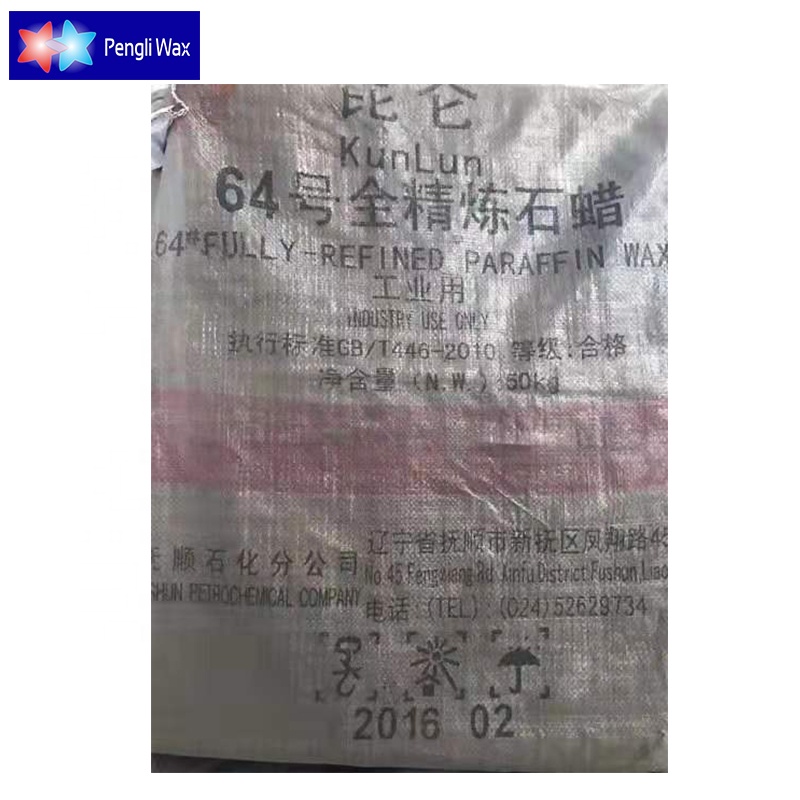 Pengli Wax
昆仑
KunLun
64号全精炼石蜡
64#FULLY-REFINED PARAFFIN WAX
工业用
INDUSTRY USE ONLY
执行标准GB/T446-2010 等级:合格
净含量(N.W.) 50kg
顺石化分公司
SHUN PETROCHEMICAL COMPANY
辽宁省抚顺市新抚区凤翔路45
No 45 Fengxiang Rd Xinfu District Fushun, Liao
电话:(TEL):(024)52629734
2016 02